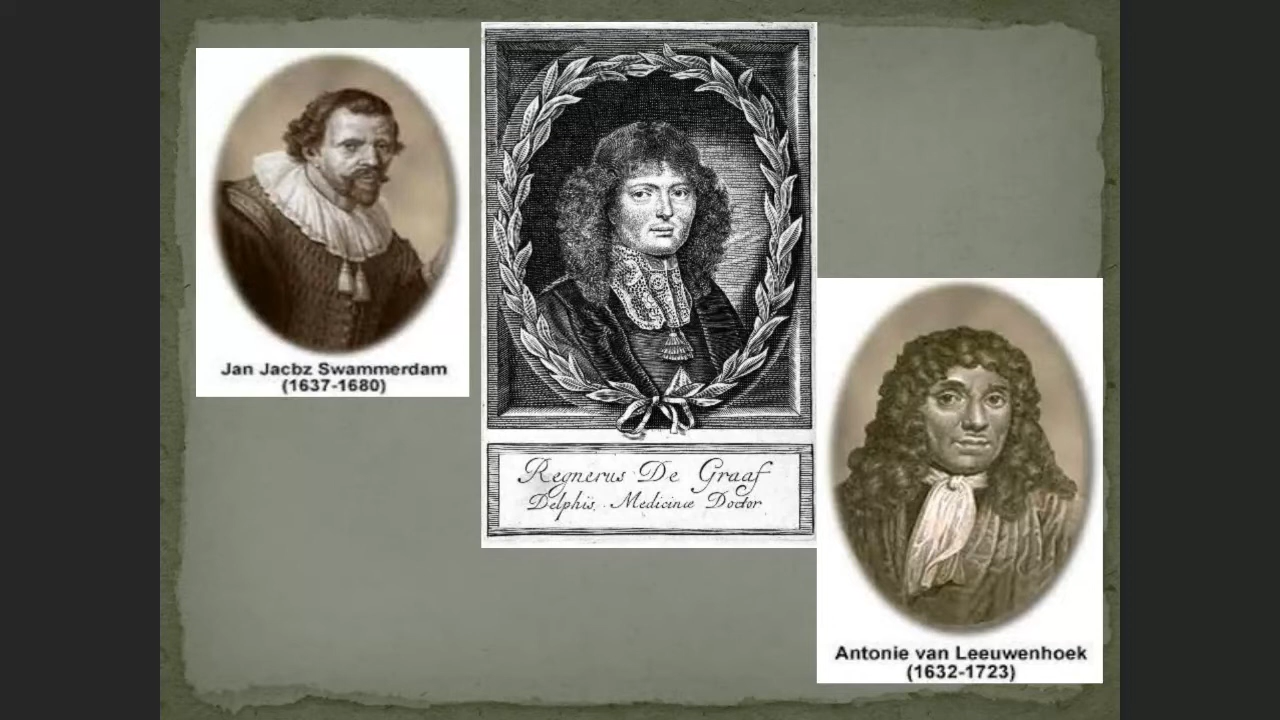 Jan Jacbz Swammerdam
(1637-1680)
Regnerus De Graaf
Delphis, Medicinæ Doctor
Antonie van Leeuwenhoek
(1632-1723)